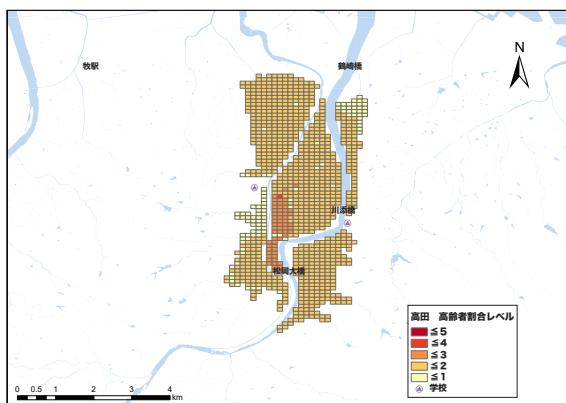 牧駅
鶴崎橋
N
川添橋
松岡大橋
高田 高齢者割合レベル
≦5
≦4
≦3
≦2
≦1
学校
0 0.5 1 2 3 4
km